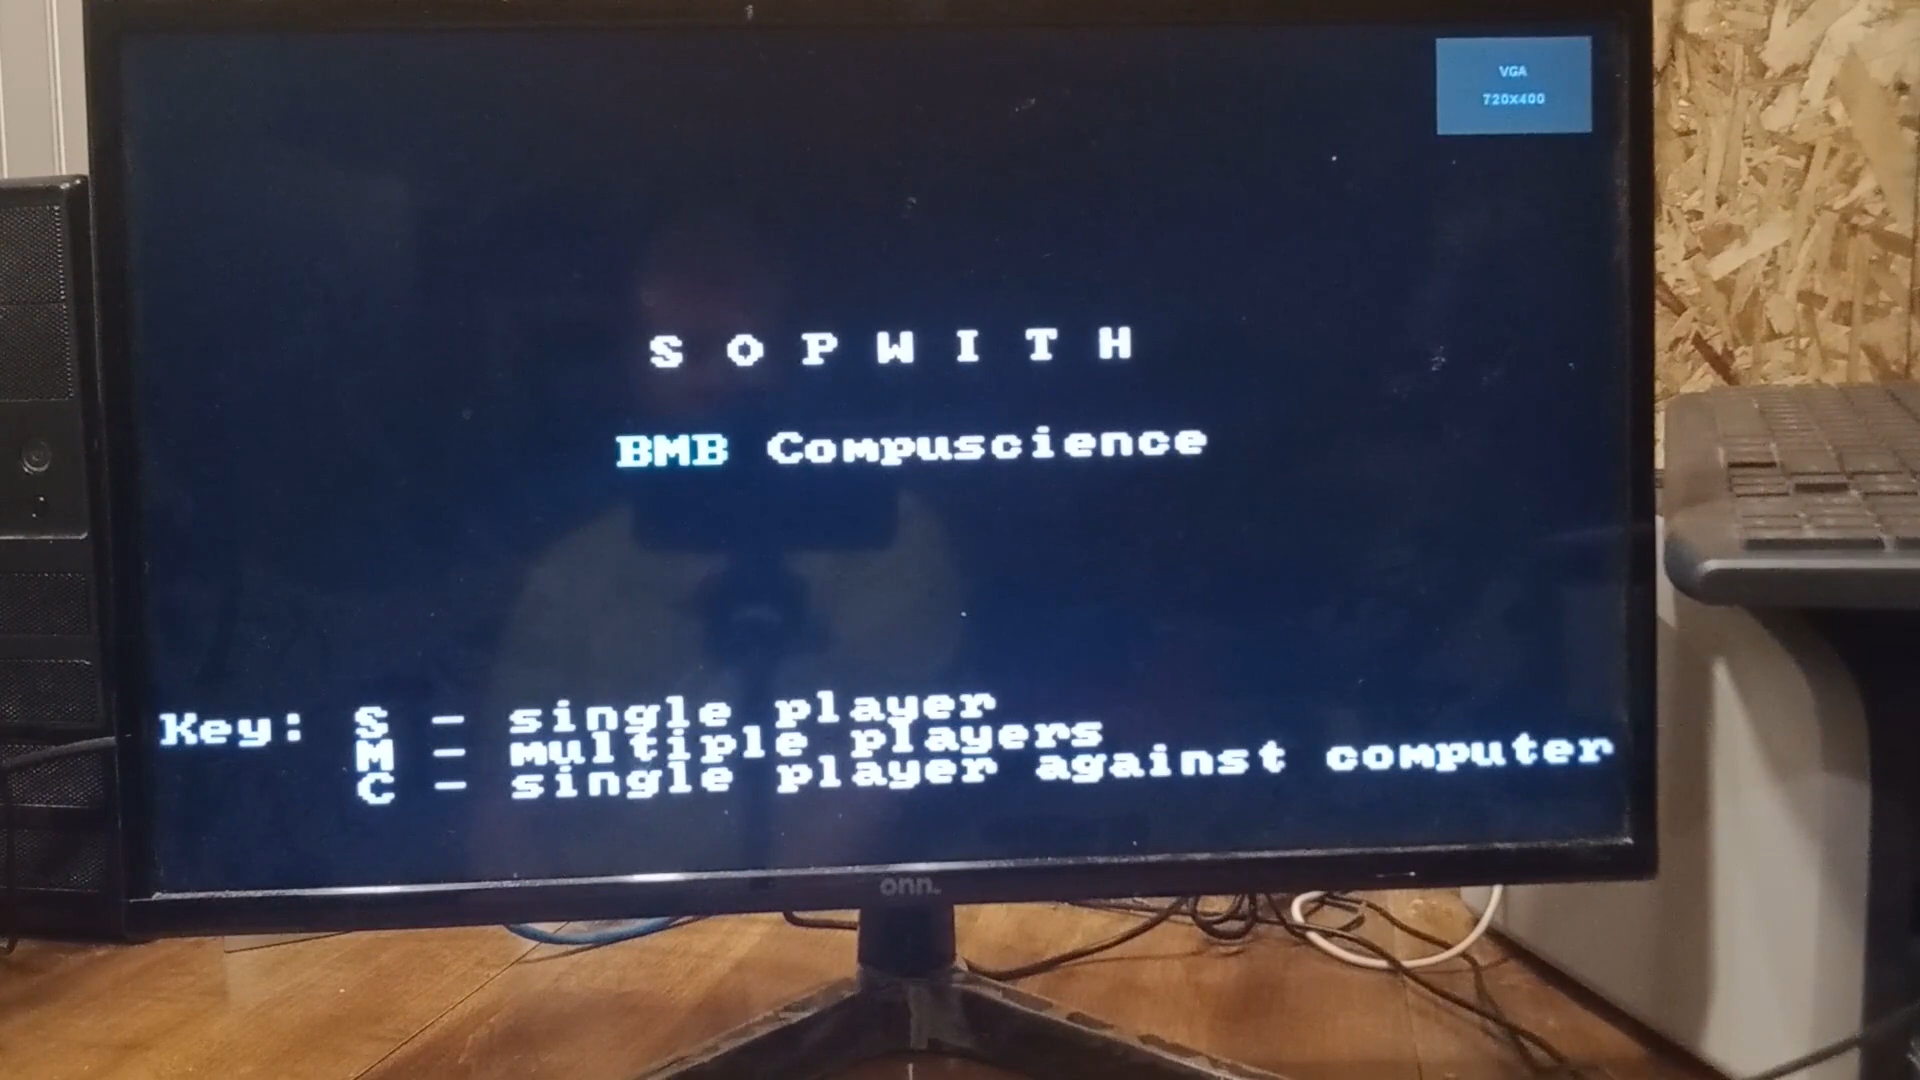 VGA
720X400
S O P W I T H
BMB Compuscience
Key: S - single player
M - multiple players
C - single player against computer
onn.